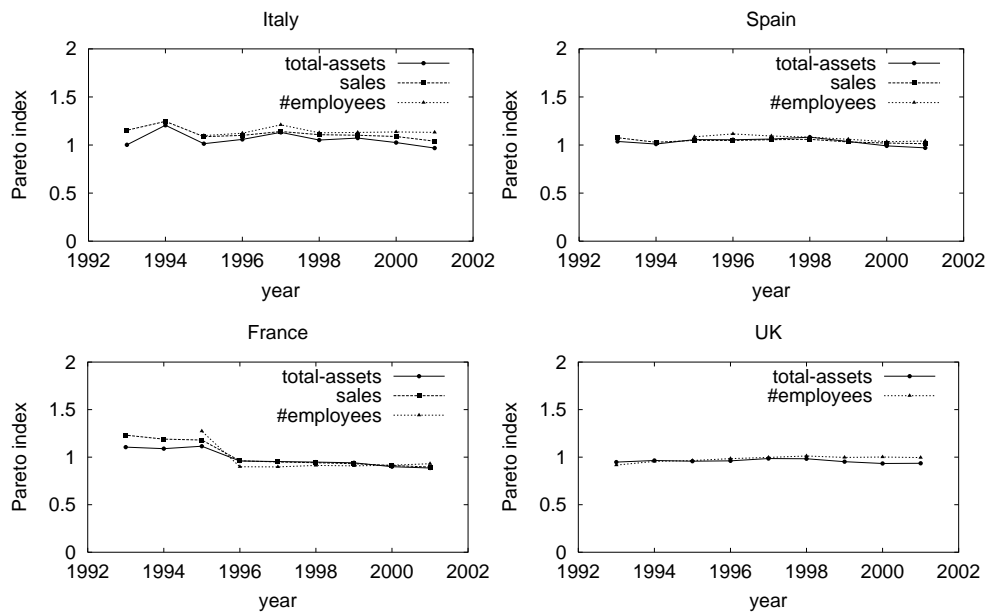 Italy
2
1.5
1
0.5
0
Pareto index
total-assets
sales
#employees
1992 1994 1996 1998 2000 2002
year
Spain
2
1.5
1
0.5
0
Pareto index
total-assets
sales
#employees
1992 1994 1996 1998 2000 2002
year
France
2
1.5
1
0.5
0
Pareto index
total-assets
sales
#employees
1992 1994 1996 1998 2000 2002
year
UK
2
1.5
1
0.5
0
Pareto index
total-assets
#employees
1992 1994 1996 1998 2000 2002
year